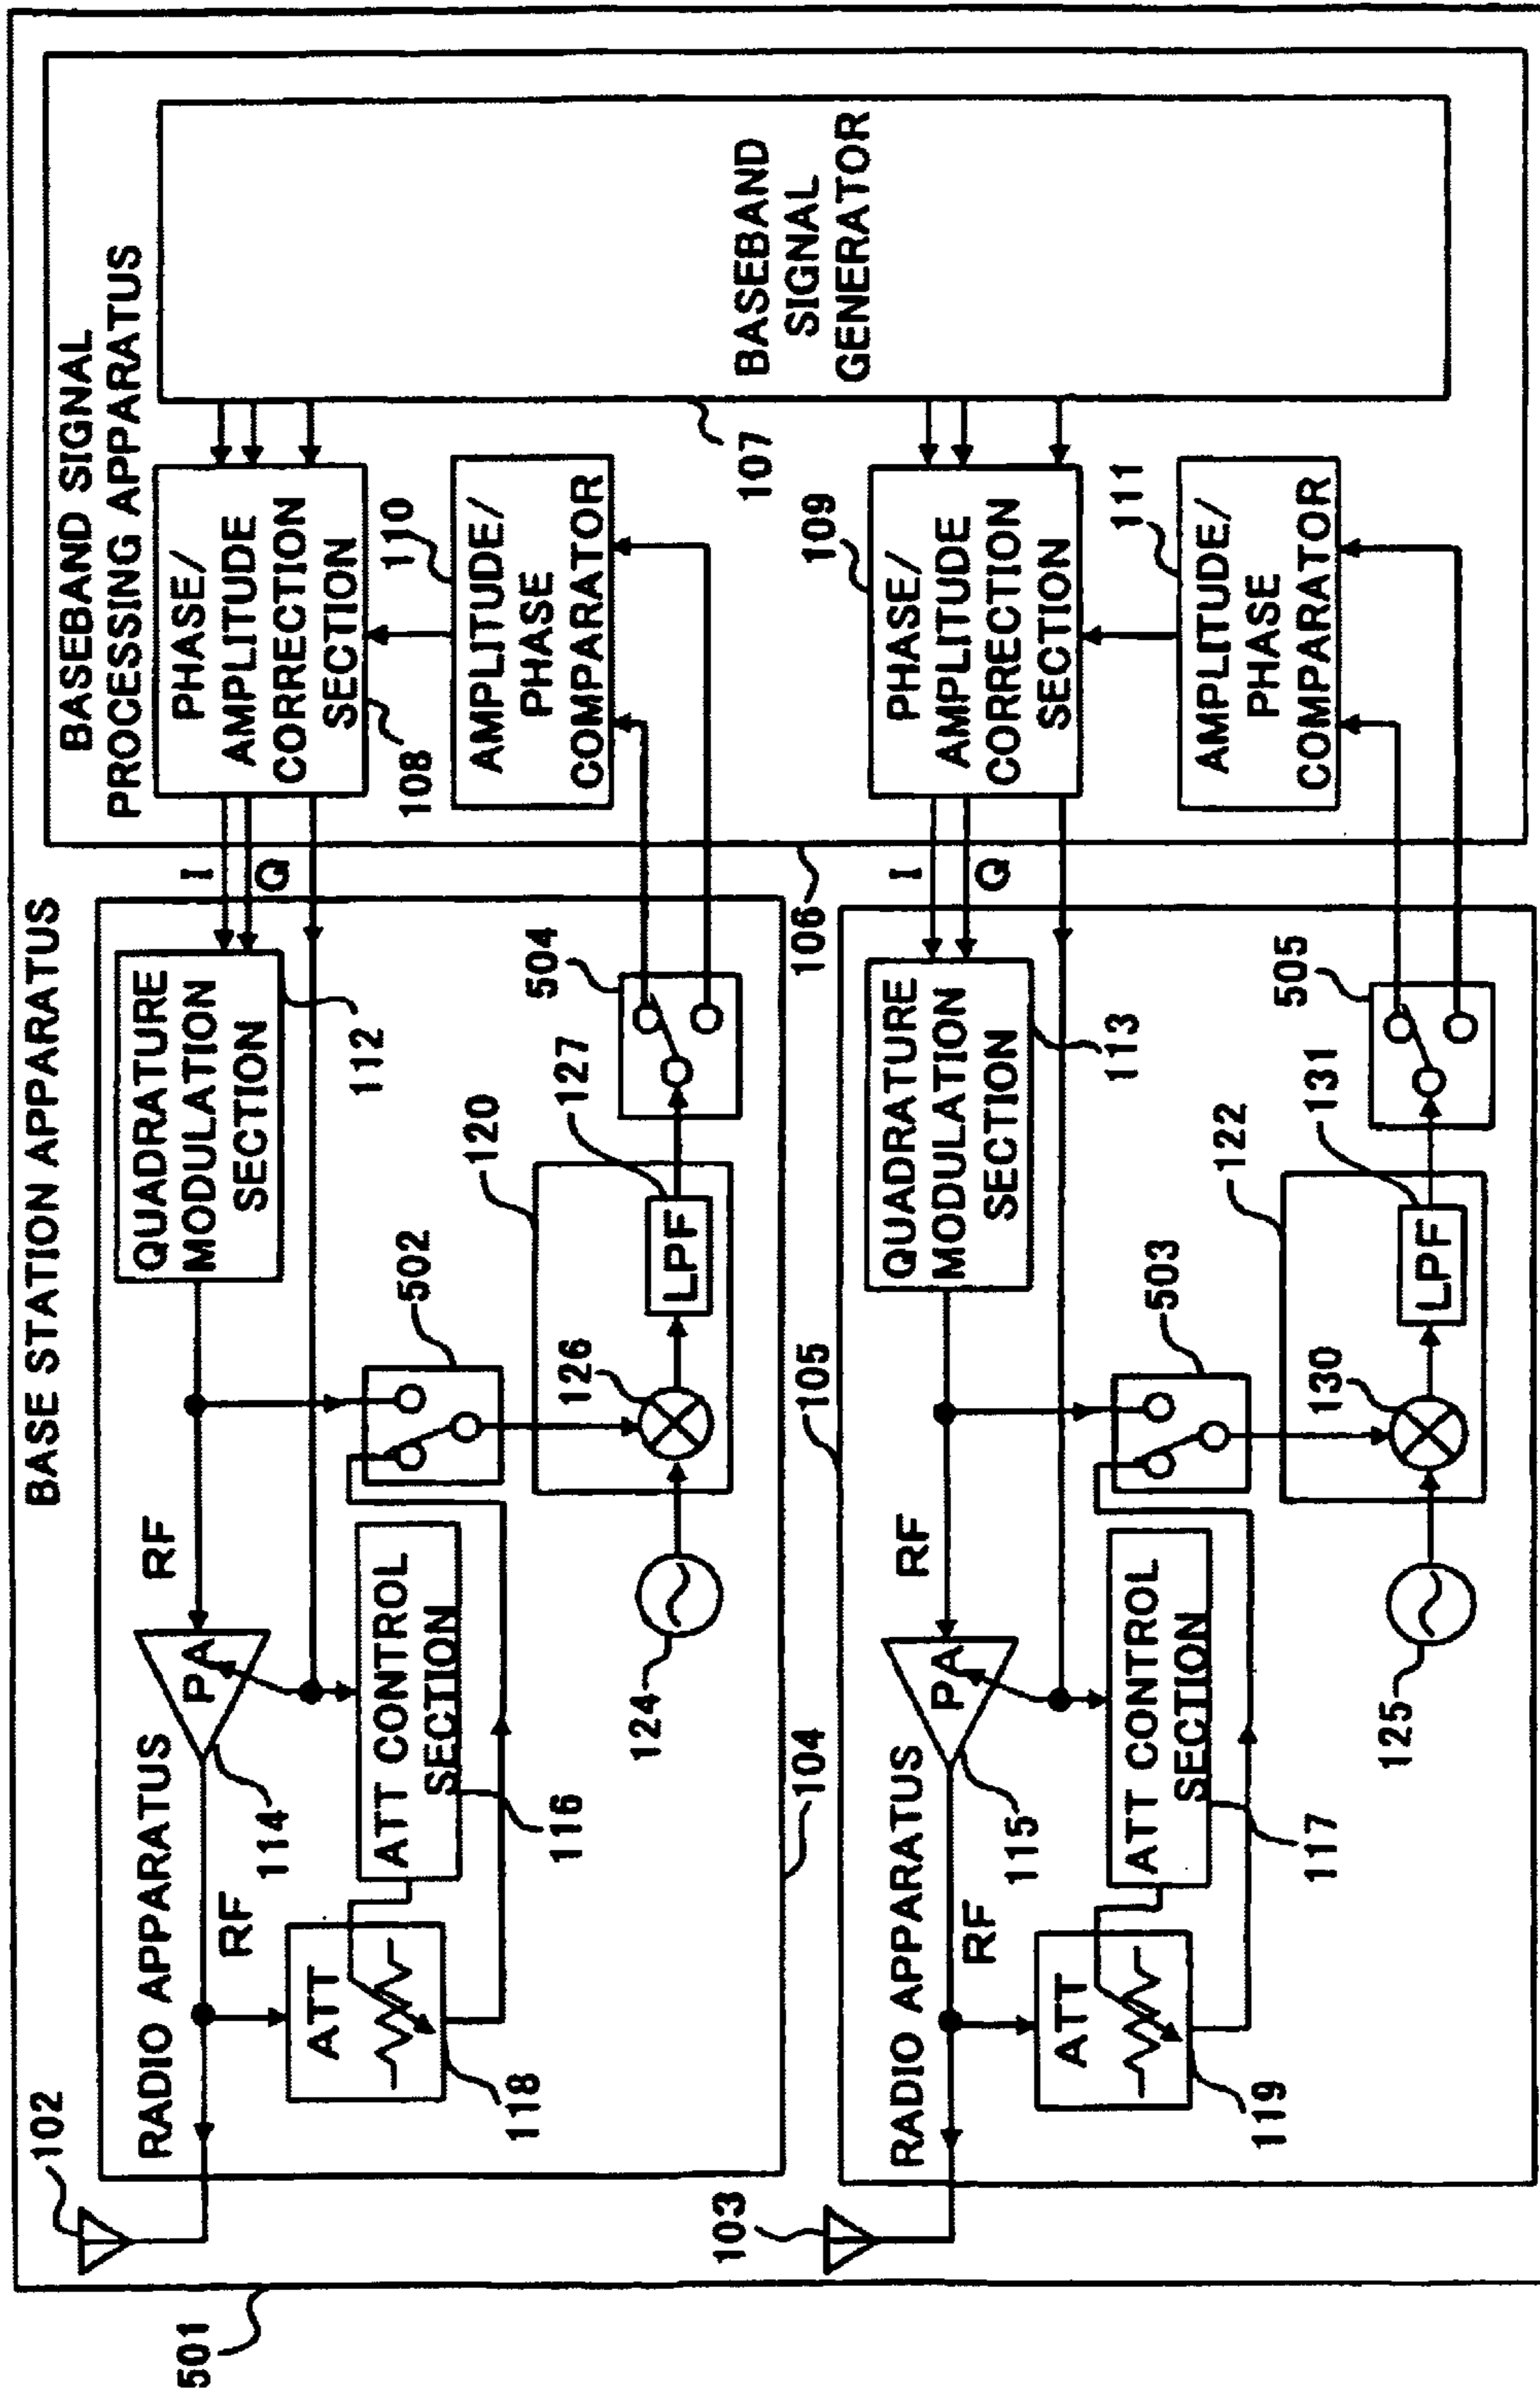 BASE STATION APPARATUS
501
102
RADIO APPARATUS
114
RF
PA
RF
QUADRATURE
MODULATION
SECTION
112
I
Q
BASEBAND SIGNAL
PROCESSING APPARATUS
PHASE/
AMPLITUDE
CORRECTION
SECTION
108
BASEBAND
SIGNAL
GENERATOR
107
ATT
118
ATT CONTROL
SECTION
116
502
120
126
LPF
127
124
504
AMPLITUDE/
PHASE
COMPARATOR
110
104
106
103
105
RADIO APPARATUS
115
RF
PA
RF
QUADRATURE
MODULATION
SECTION
113
I
Q
PHASE/
AMPLITUDE
CORRECTION
SECTION
109
ATT
119
ATT CONTROL
SECTION
117
503
122
130
LPF
131
125
505
AMPLITUDE/
PHASE
COMPARATOR
111